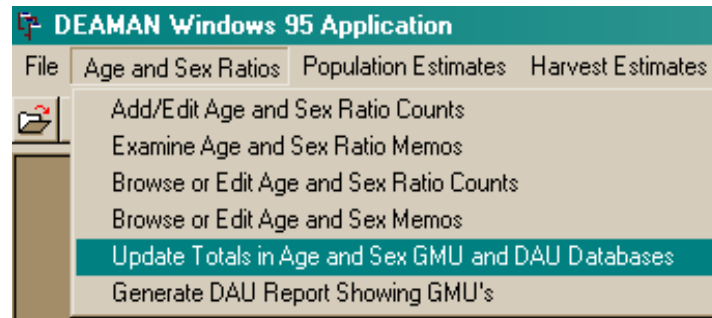 DEAMAN Windows 95 Application
File Age and Sex Ratios Population Estimates Harvest Estimates
Add/Edit Age and Sex Ratio Counts
Examine Age and Sex Ratio Memos
Browse or Edit Age and Sex Ratio Counts
Browse or Edit Age and Sex Memos
Update Totals in Age and Sex GMU and DAU Databases
Generate DAU Report Showing GMU's